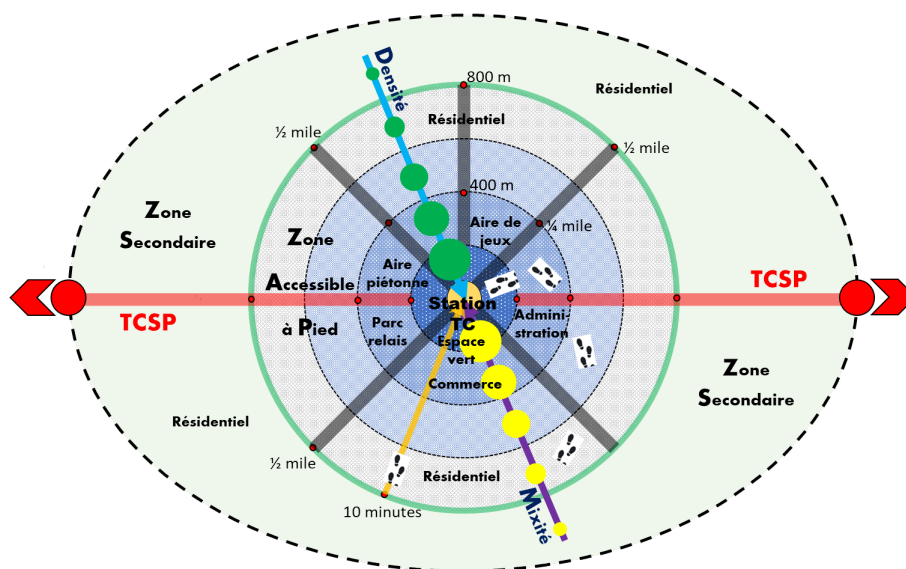 Densité
800 m
Résidentiel
Résidentiel
½ mile
½ mile
400 m
Zone
Secondaire
Zone
Aire de
jeux
¼ mile
Aire
piétonne
Accessible
TCSP
TCSP
Station
TC
à Pied
Parc
relais
Admini-
stration
Espace
vert
Commerce
Zone
Secondaire
Résidentiel
½ mile
Résidentiel
10 minutes
Mixité